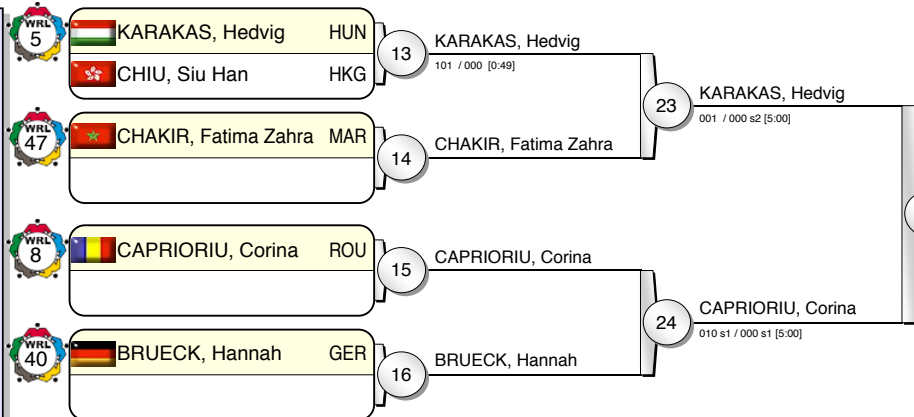 WRL
5
KARAKAS, Hedvig HUN
CHIU, Siu Han HKG
13
KARAKAS, Hedvig
101 / 000 [0:49]
WRL
47
CHAKIR, Fatima Zahra MAR
14
CHAKIR, Fatima Zahra
23
KARAKAS, Hedvig
001 / 000 s2 [5:00]
WRL
8
CAPRIORIU, Corina ROU
15
CAPRIORIU, Corina
WRL
40
BRUECK, Hannah GER
16
BRUECK, Hannah
24
CAPRIORIU, Corina
010 s1 / 000 s1 [5:00]